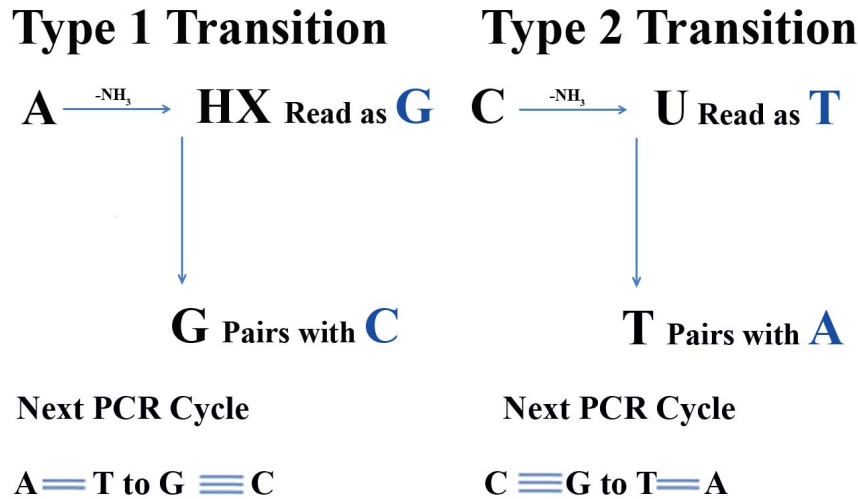 Type 1 Transition
A -NH₃ HX Read as G
G Pairs with C
Next PCR Cycle
A T to G C
Type 2 Transition
C -NH₃ U Read as T
T Pairs with A
Next PCR Cycle
C G to T A